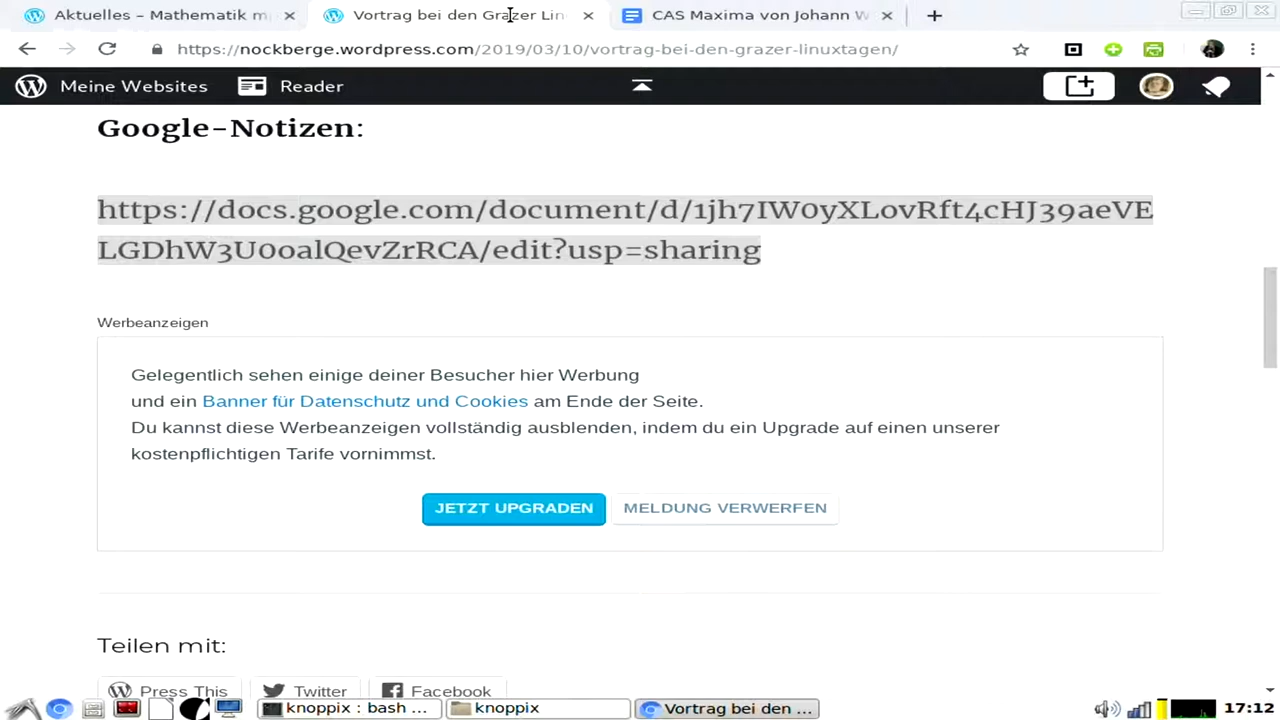 Aktuelles – Mathematik m
Vortrag bei den Grazer Lin
CAS Maxima von Johann W
https://nockberge.wordpress.com/2019/03/10/vortrag-bei-den-grazer-linuxtagen/
Meine Websites
Reader
Google-Notizen:
https://docs.google.com/document/d/1jh7IW0yXLovRft4cHJ39aeVE
LGDhW3U0oalQevZrRCA/edit?usp=sharing
Werbeanzeigen
Gelegentlich sehen einige deiner Besucher hier Werbung
und ein Banner für Datenschutz und Cookies am Ende der Seite.
Du kannst diese Werbeanzeigen vollständig ausblenden, indem du ein Upgrade auf einen unserer
kostenpflichtigen Tarife vornimmst.
JETZT UPGRADEN
MELDUNG VERWERFEN
Teilen mit:
Press This
Twitter
Facebook
knoppix : bash ...
knoppix
Vortrag bei den ...
17:12